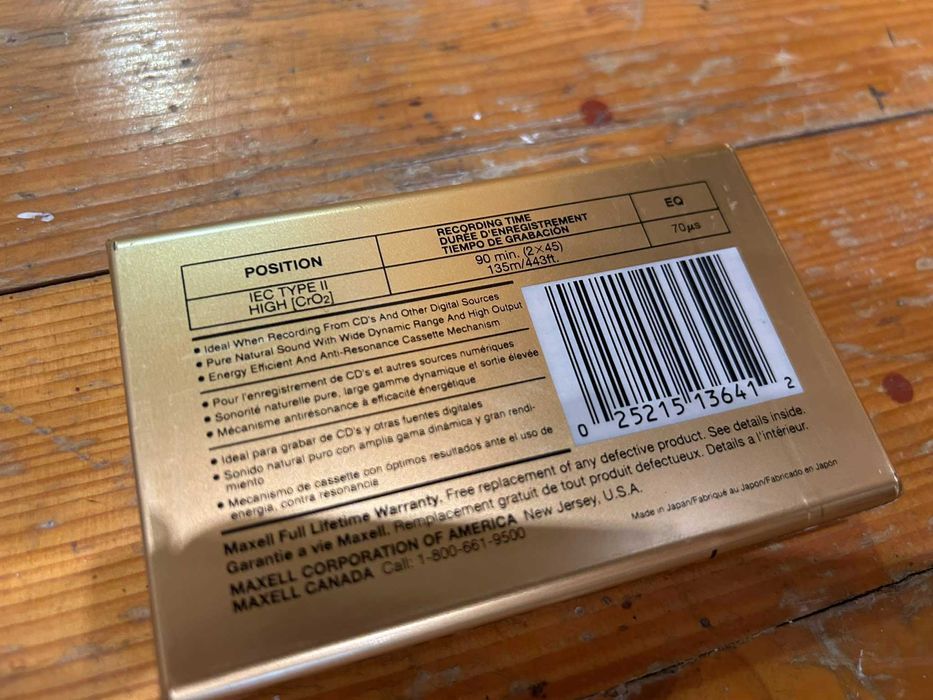 POSITION
RECORDING TIME
DURÉE D'ENREGISTREMENT
TIEMPO DE GRABACIÓN
EQ
IEC TYPE II
HIGH [CrO2]
90 min. (2×45)
135m/443ft.
70µs
• Ideal When Recording From CD's And Other Digital Sources
• Pure Natural Sound With Wide Dynamic Range And High Output
• Energy Efficient And Anti-Resonance Cassette Mechanism
• Pour l'enregistrement de CD's et autres sources numériques
• Sonorité naturelle pure, large gamme dynamique et sortie élevée
• Mécanisme antirésonance à efficacité énergétique
• Ideal para grabar de CD's y otras fuentes digitales
• Sonido natural puro con amplia gama dinámica y gran rendi-
miento
• Mecanismo de cassette con óptimos resultados ante el uso de
energía, contra resonancia
0 25215 13641 2
Maxell Full Lifetime Warranty. Free replacement of any defective product. See details inside.
Garantie a vie Maxell. Remplacement gratuit de tout produit défectueux. Details a l'intérieur.
MAXELL CORPORATION OF AMERICA New Jersey, U.S.A.
MAXELL CANADA Call: 1-800-661-9500
Made in Japan/Fabriqué au Japon/Fabricado en Japón